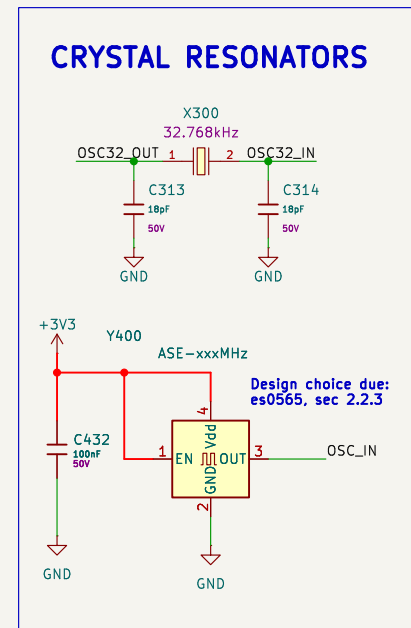 CRYSTAL RESONATORS
X300
32.768kHz
OSC32_OUT 1 2 OSC32_IN
C313 C314
18pF 18pF
50V 50V
GND GND
+3V3
Y400
ASE-xxxMHz
Design choice due:
es0565, sec 2.2.3
4
Vdd
C432
100nF
50V
1 EN OUT 3 OSC_IN
GND
2
GND GND